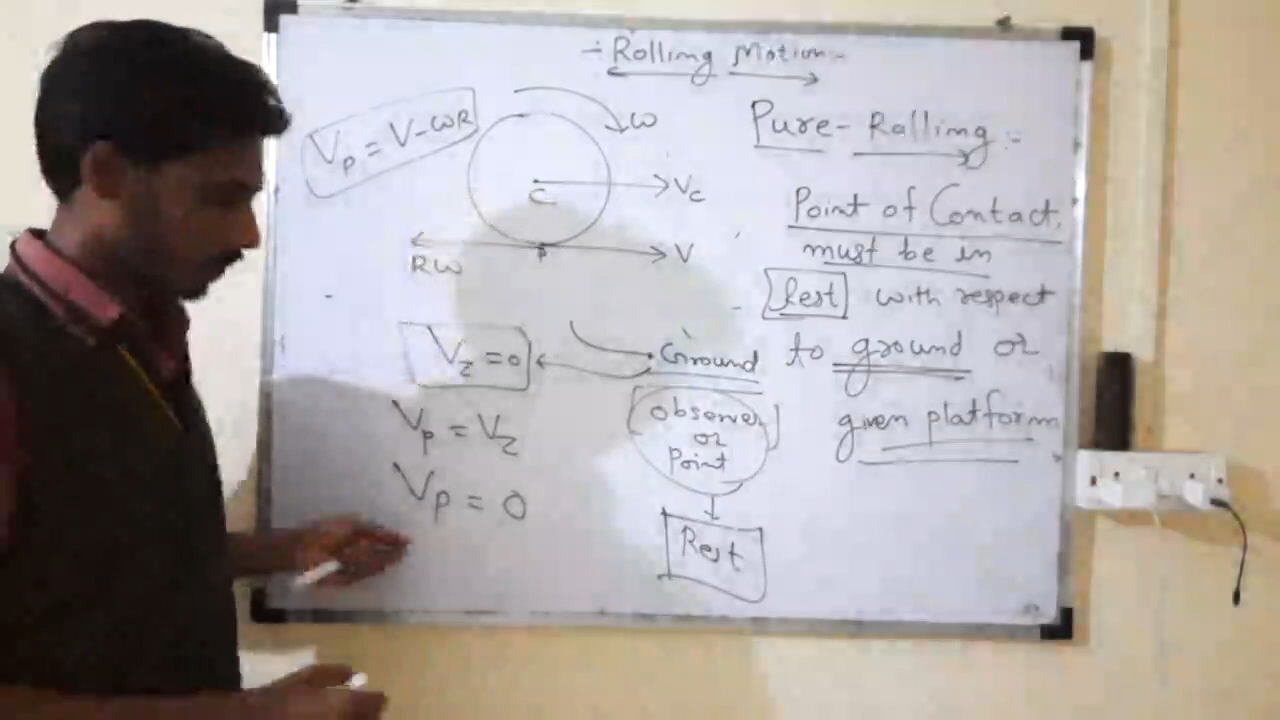 -: Rolling Motion :-
Vp = V-ωR
ω
C
Vc
P
Rω
V
Vz = 0
Ground
Vp = Vz
Vp = 0
Observer
or
Point
Rest
Pure-Rolling :-
Point of Contact,
must be in
Rest with respect
to ground or
given platform